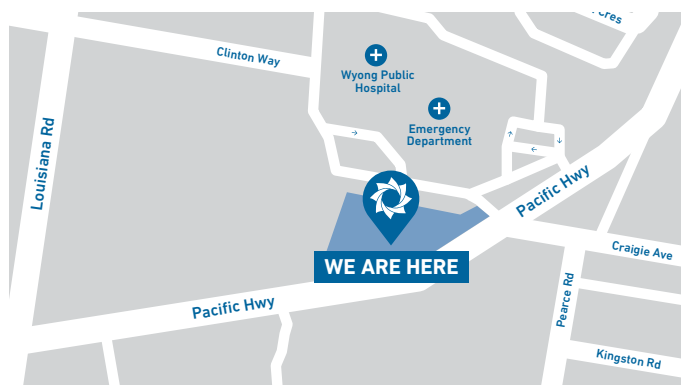 Cres
Clinton Way
Wyong Public
Hospital
Emergency
Department
Louisiana Rd
Pacific Hwy
WE ARE HERE
Craigie Ave
Pacific Hwy
Pearce Rd
Kingston Rd